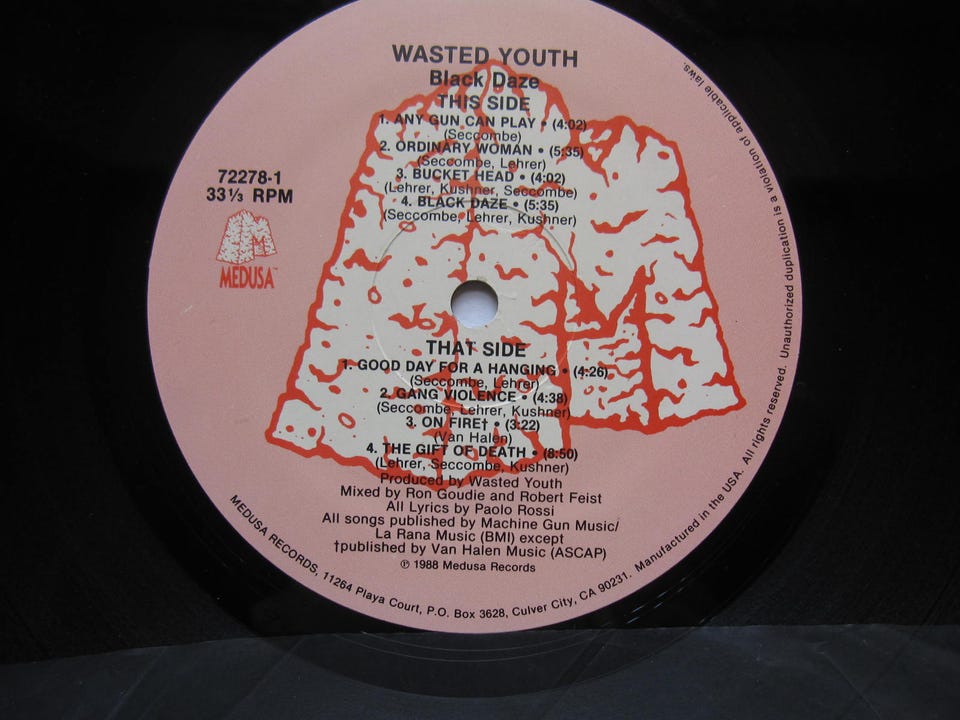 WASTED YOUTH
Black Daze
THIS SIDE
1. ANY GUN CAN PLAY • (4:02)
(Seccombe)
2. ORDINARY WOMAN • (5:35)
(Seccombe, Lehrer)
3. BUCKET HEAD • (4:02)
(Lehrer, Kushner, Seccombe)
4. BLACK DAZE • (5:35)
(Seccombe, Lehrer, Kushner)
72278-1
33⅓ RPM
M
MEDUSA™
M
THAT SIDE
1. GOOD DAY FOR A HANGING • (4:26)
(Seccombe, Lehrer)
2. GANG VIOLENCE • (4:38)
(Seccombe, Lehrer, Kushner)
3. ON FIRE† • (3:22)
(Van Halen)
4. THE GIFT OF DEATH • (8:50)
(Lehrer, Seccombe, Kushner)
Produced by Wasted Youth
Mixed by Ron Goudie and Robert Feist
All Lyrics by Paolo Rossi
All songs published by Machine Gun Music/
La Rana Music (BMI) except
†published by Van Halen Music (ASCAP)
℗ 1988 Medusa Records
MEDUSA RECORDS, 11264 Playa Court, P.O. Box 3628, Culver City, CA 90231. Manufactured in the USA. All rights reserved. Unauthorized duplication is a violation of applicable laws.